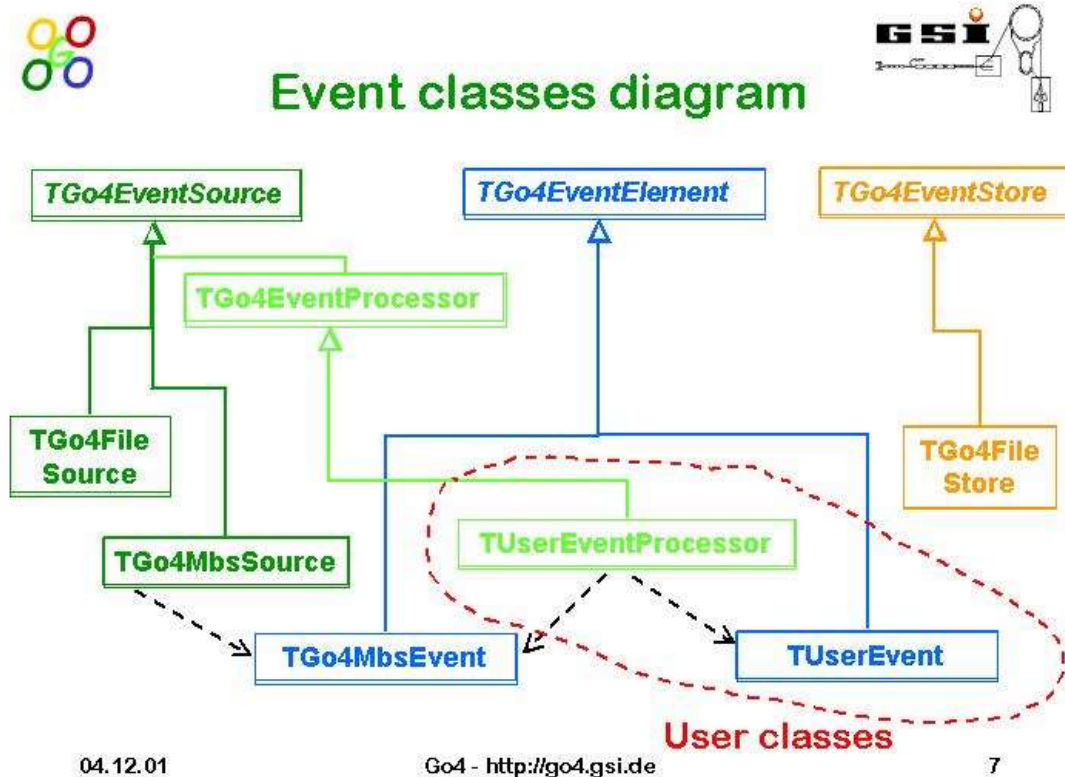 G
GSI
Event classes diagram
TGo4EventSource
TGo4EventElement
TGo4EventStore
TGo4EventProcessor
TGo4File
Source
TGo4File
Store
TUserEventProcessor
TGo4MbsSource
TGo4MbsEvent
TUserEvent
User classes
04.12.01
Go4 - http://go4.gsi.de
7